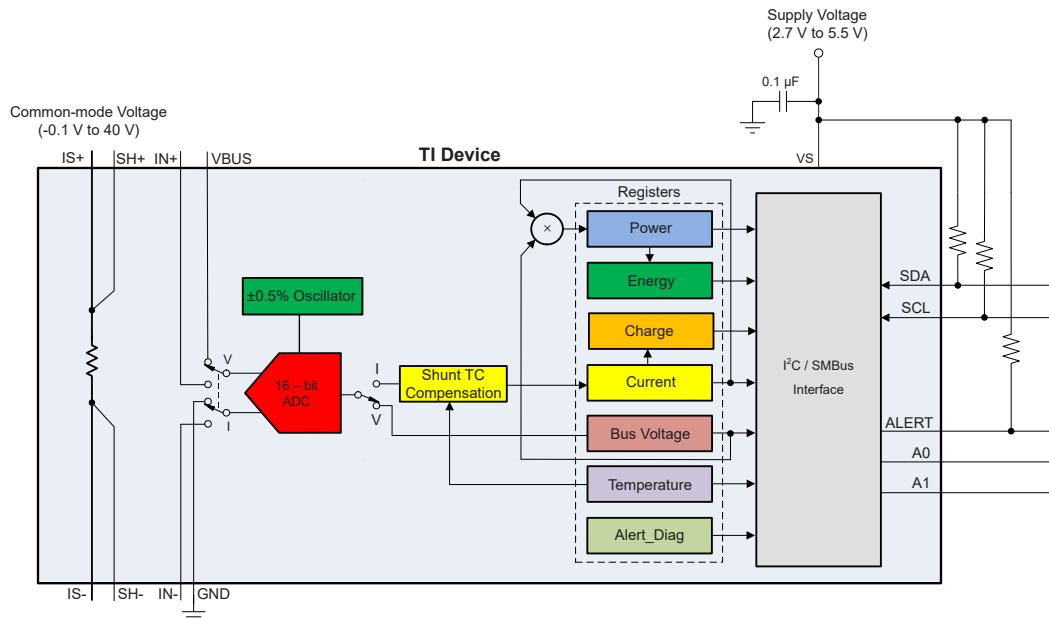 Supply Voltage
(2.7 V to 5.5 V)
0.1 µF
Common-mode Voltage
(-0.1 V to 40 V)
IS+ SH+ IN+ VBUS
TI Device
VS
Registers
×
Power
±0.5% Oscillator
Energy
SDA
Charge
SCL
V
16 – bit
ADC
I
Shunt TC
Compensation
Current
I²C / SMBus
Interface
I
V
Bus Voltage
ALERT
A0
Temperature
A1
Alert_Diag
IS- SH- IN- GND